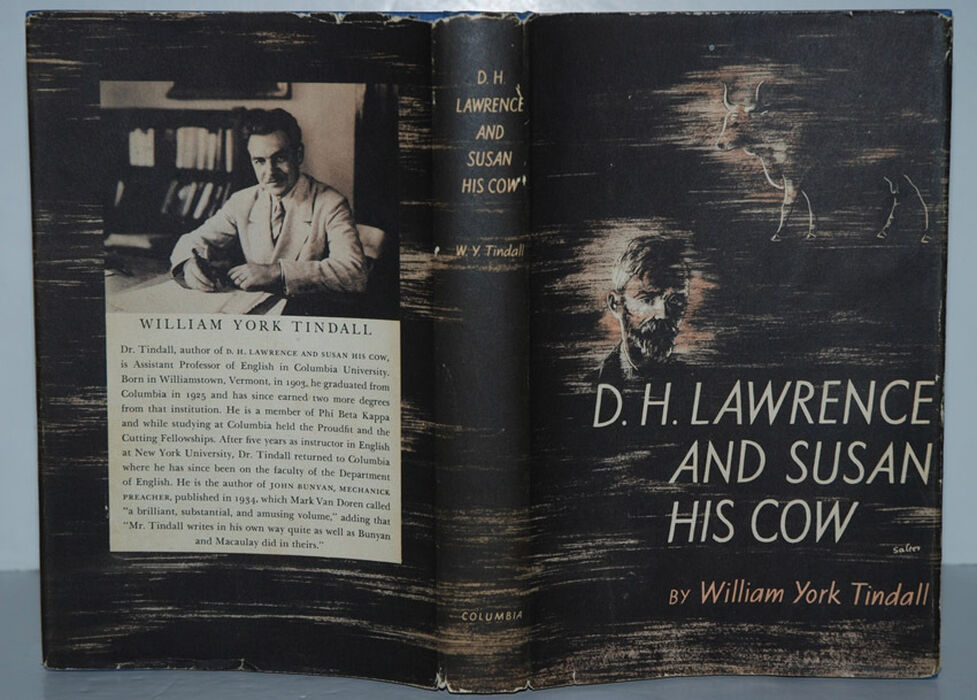 WILLIAM YORK TINDALL
Dr. Tindall, author of D. H. LAWRENCE AND SUSAN HIS COW,
is Assistant Professor of English in Columbia University.
Born in Williamstown, Vermont, in 1903, he graduated from
Columbia in 1925 and has since earned two more degrees
from that institution. He is a member of Phi Beta Kappa
and while studying at Columbia held the Proudfit and the
Cutting Fellowships. After five years as instructor in English
at New York University, Dr. Tindall returned to Columbia
where he has since been on the faculty of the Department
of English. He is the author of JOHN BUNYAN, MECHANICK
PREACHER, published in 1934, which Mark Van Doren called
"a brilliant, substantial, and amusing volume," adding that
"Mr. Tindall writes in his own way quite as well as Bunyan
and Macaulay did in theirs."
D. H.
LAWRENCE
AND
SUSAN
HIS COW
W. Y. Tindall
COLUMBIA
D. H. LAWRENCE
AND SUSAN
HIS COW
BY William York Tindall